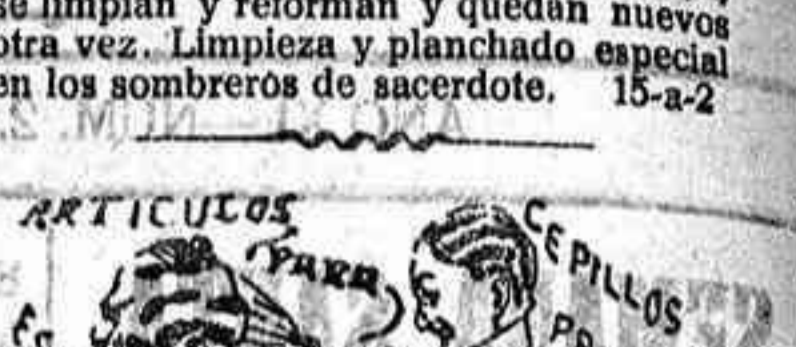 se limpian y reforman y quedan nuevos
otra vez. Limpieza y planchado especial
en los sombreros de sacerdote. 15-a-2
ARTICULOS
PARA
CEPILLOS